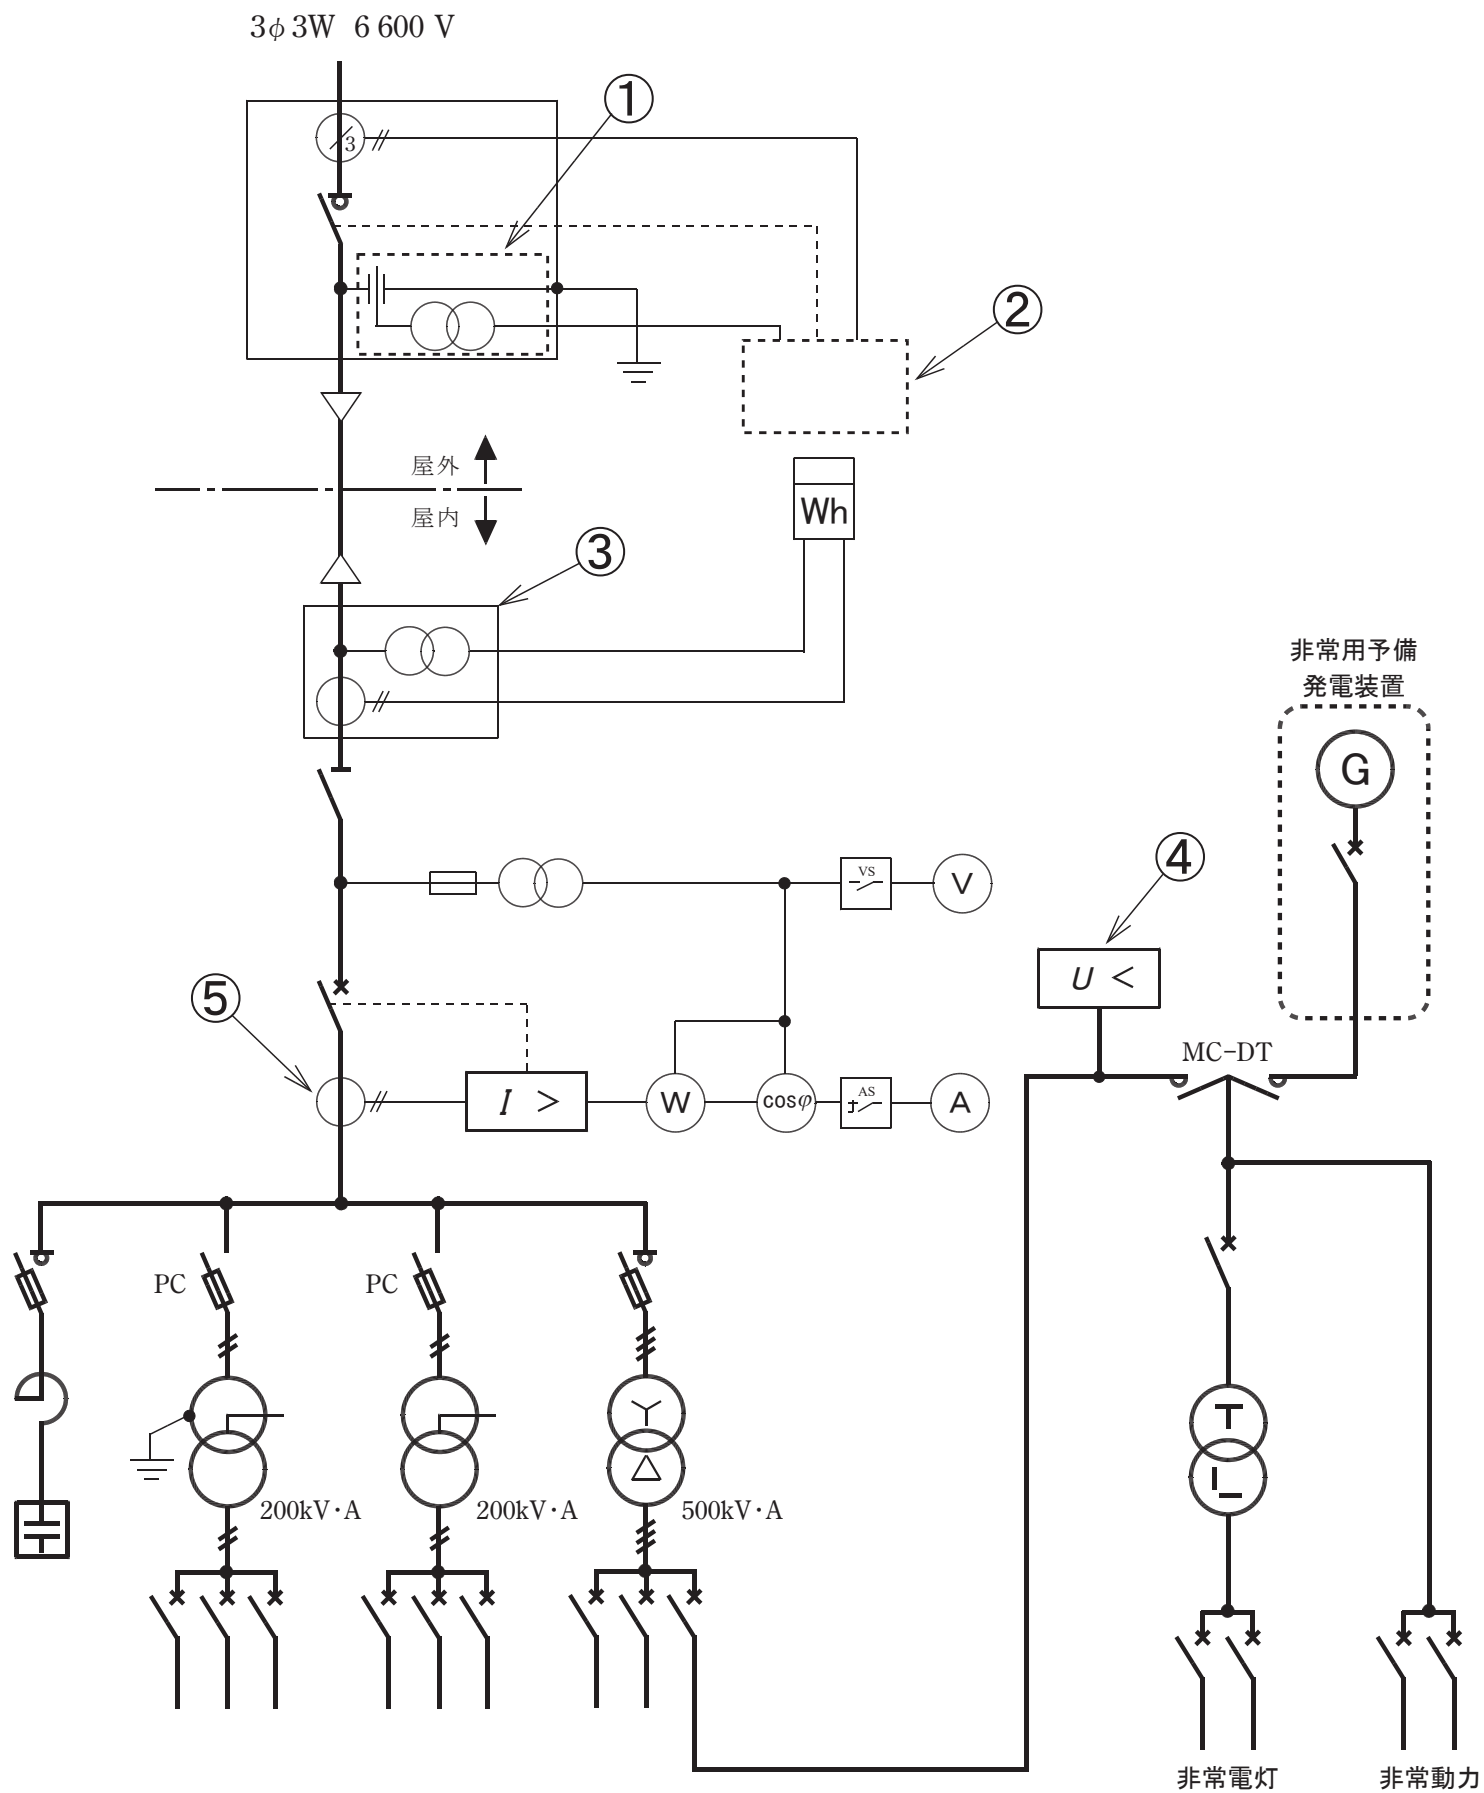 3φ 3W 6 600 V
①
3
②
屋外
屋内
Wh
③
非常用予備
発電装置
G
④
VS
V
U <
⑤
MC-DT
I >
W
cosφ
AS
A
PC
PC
200kV・A
200kV・A
500kV・A
非常電灯
非常動力